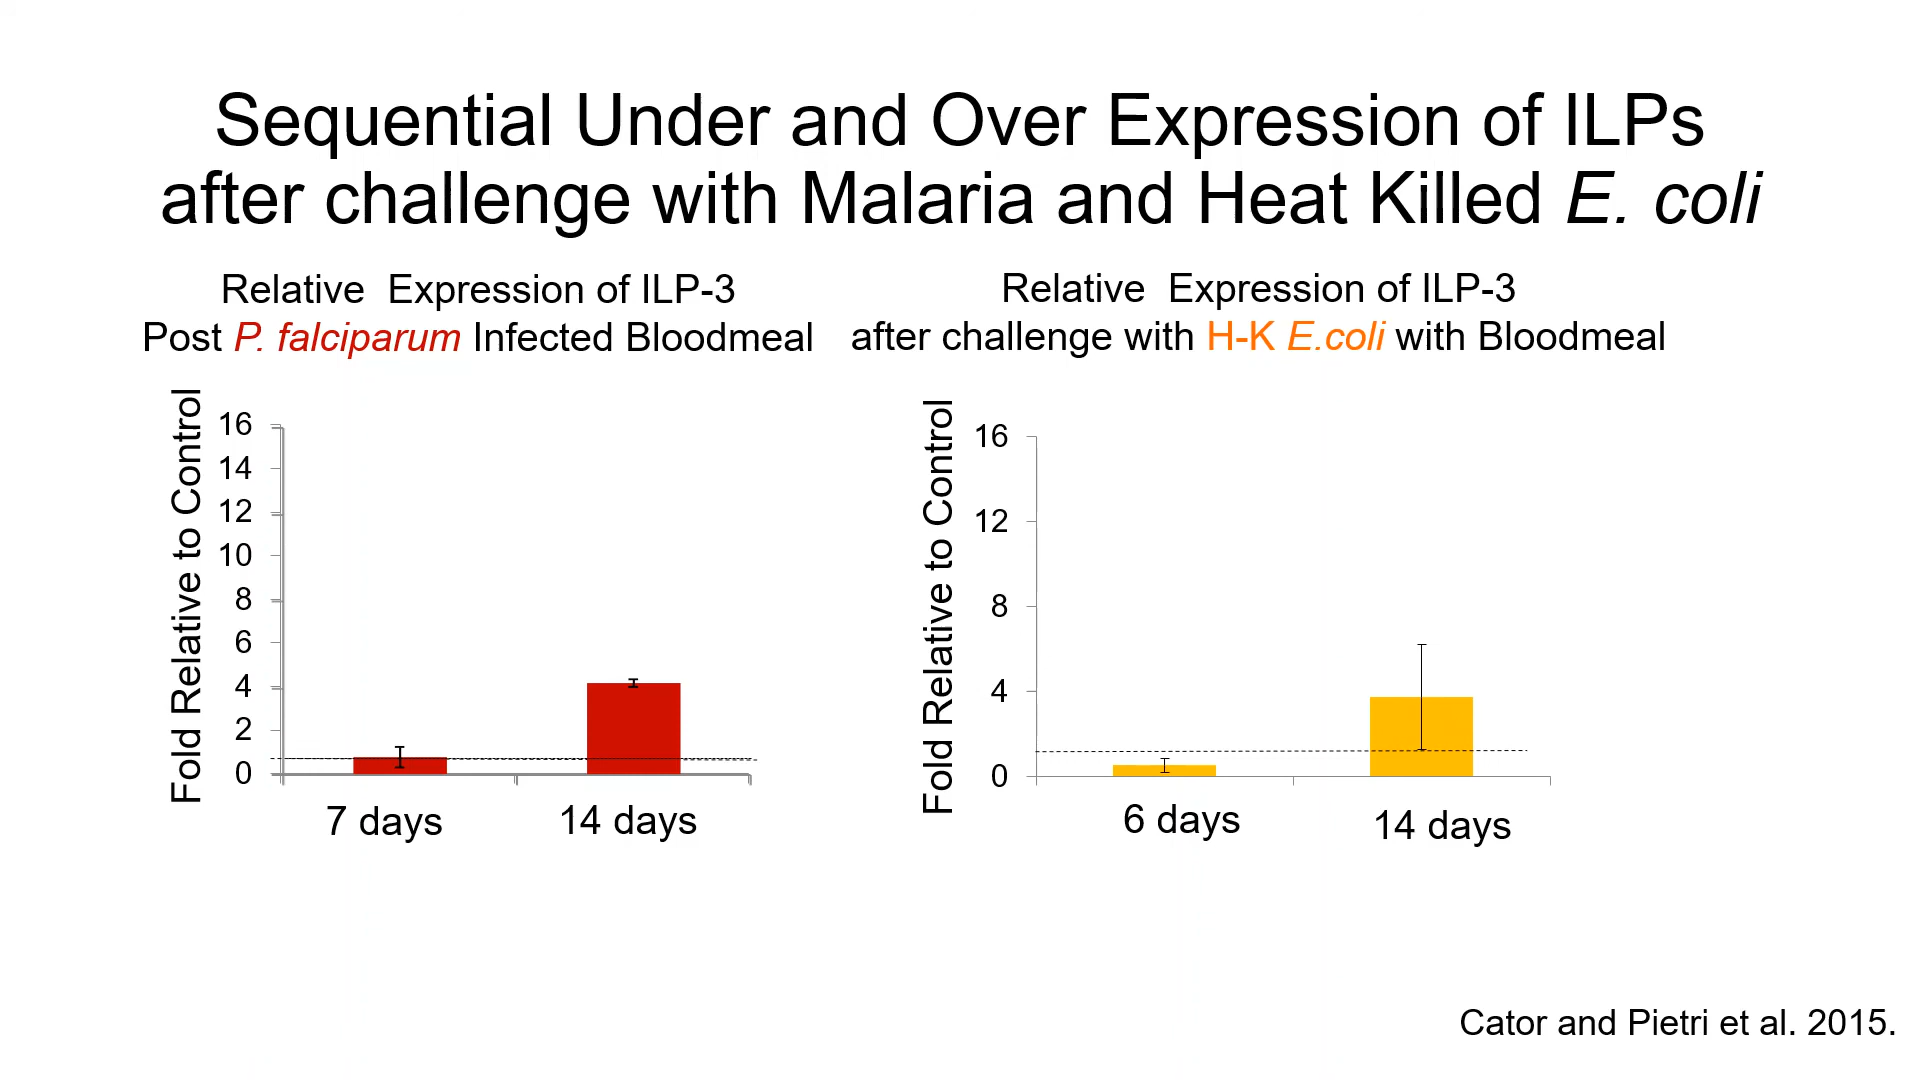 Sequential Under and Over Expression of ILPs
after challenge with Malaria and Heat Killed E. coli
Relative Expression of ILP-3
Post P. falciparum Infected Bloodmeal
Fold Relative to Control
16
14
12
10
8
6
4
2
0
7 days
14 days
Relative Expression of ILP-3
after challenge with H-K E.coli with Bloodmeal
Fold Relative to Control
16
12
8
4
0
6 days
14 days
Cator and Pietri et al. 2015.